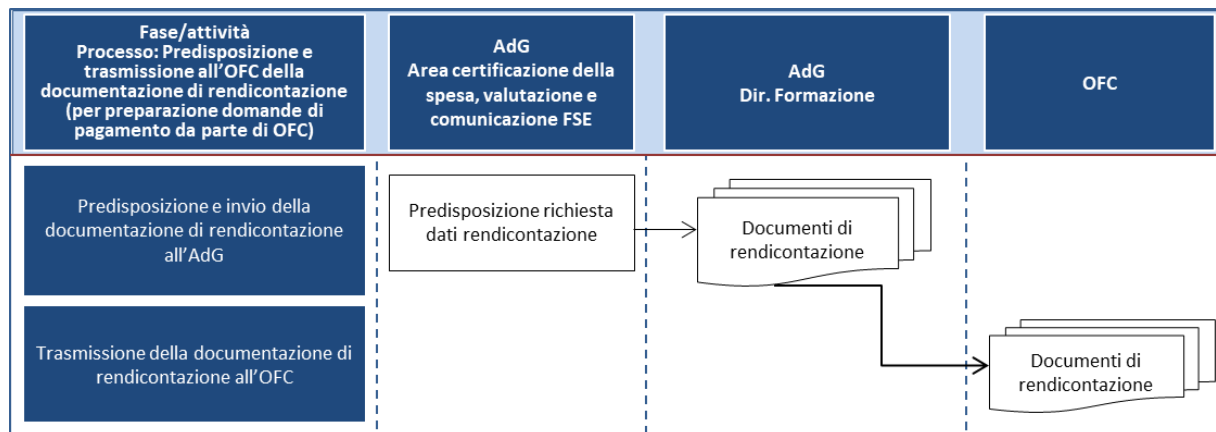 Fase/attività
Processo: Predisposizione e
trasmissione all'OFC della
documentazione di rendicontazione
(per preparazione domande di
pagamento da parte di OFC)
AdG
Area certificazione della
spesa, valutazione e
comunicazione FSE
AdG
Dir. Formazione
OFC
Predisposizione e invio della
documentazione di rendicontazione
all'AdG
Predisposizione richiesta
dati rendicontazione
Documenti di
rendicontazione
Trasmissione della documentazione di
rendicontazione all'OFC
Documenti di
rendicontazione